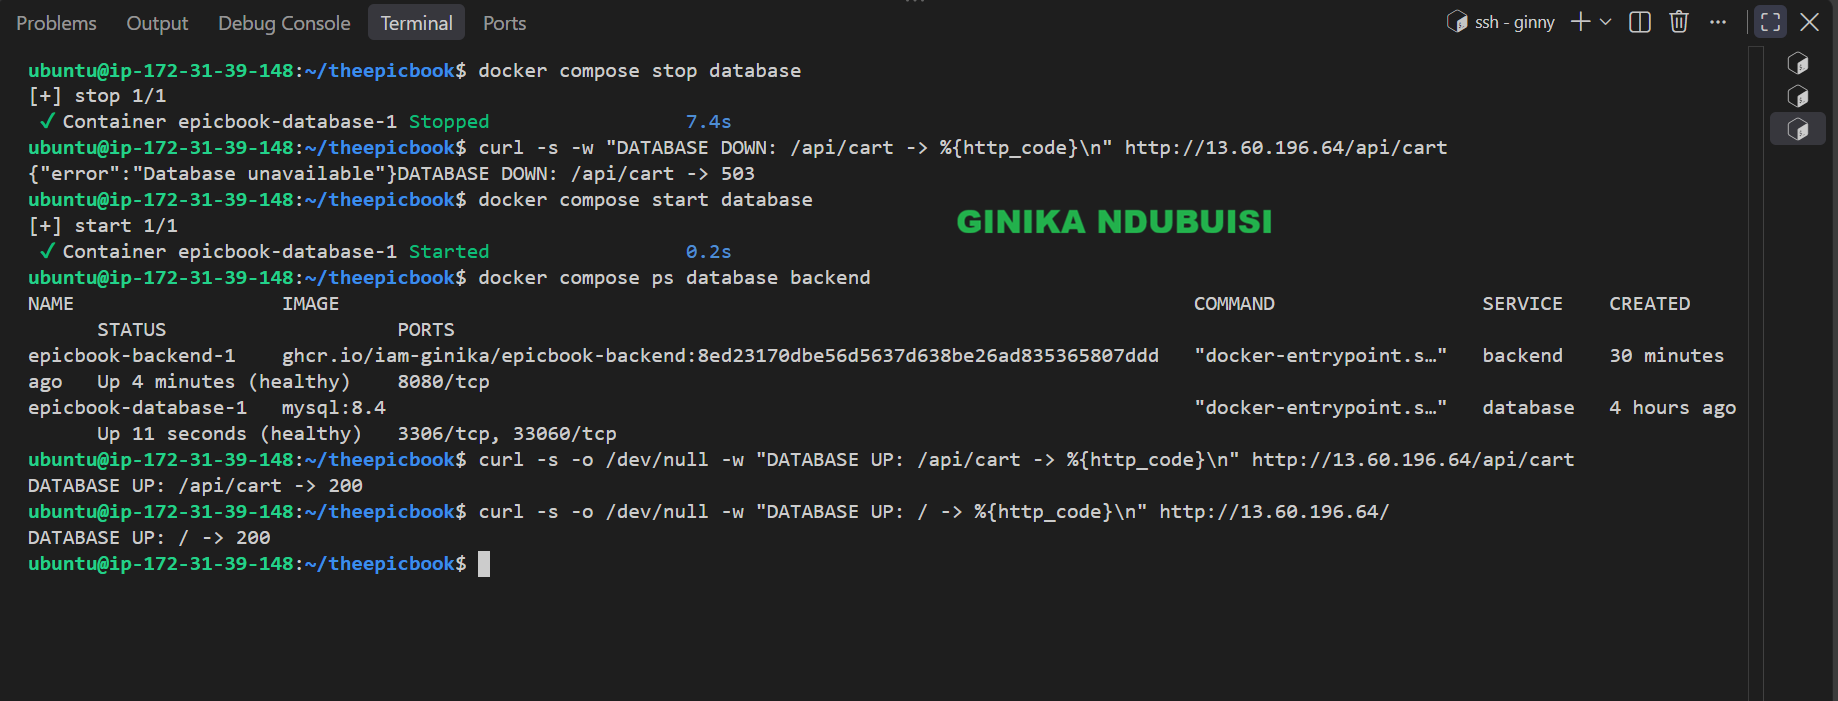 Problems Output Debug Console Terminal Ports ssh - ginny
ubuntu@ip-172-31-39-148:~/theepicbook$ docker compose stop database
[+] stop 1/1
✓ Container epicbook-database-1 Stopped 7.4s
ubuntu@ip-172-31-39-148:~/theepicbook$ curl -s -w "DATABASE DOWN: /api/cart -> %{http_code}\n" http://13.60.196.64/api/cart
{"error":"Database unavailable"}DATABASE DOWN: /api/cart -> 503
ubuntu@ip-172-31-39-148:~/theepicbook$ docker compose start database
[+] start 1/1
GINIKA NDUBUISI
✓ Container epicbook-database-1 Started 0.2s
ubuntu@ip-172-31-39-148:~/theepicbook$ docker compose ps database backend
NAME IMAGE COMMAND SERVICE CREATED
STATUS PORTS
epicbook-backend-1 ghcr.io/iam-ginika/epicbook-backend:8ed23170dbe56d5637d638be26ad835365807ddd "docker-entrypoint.s…" backend 30 minutes
ago Up 4 minutes (healthy) 8080/tcp
epicbook-database-1 mysql:8.4 "docker-entrypoint.s…" database 4 hours ago
Up 11 seconds (healthy) 3306/tcp, 33060/tcp
ubuntu@ip-172-31-39-148:~/theepicbook$ curl -s -o /dev/null -w "DATABASE UP: /api/cart -> %{http_code}\n" http://13.60.196.64/api/cart
DATABASE UP: /api/cart -> 200
ubuntu@ip-172-31-39-148:~/theepicbook$ curl -s -o /dev/null -w "DATABASE UP: / -> %{http_code}\n" http://13.60.196.64/
DATABASE UP: / -> 200
ubuntu@ip-172-31-39-148:~/theepicbook$